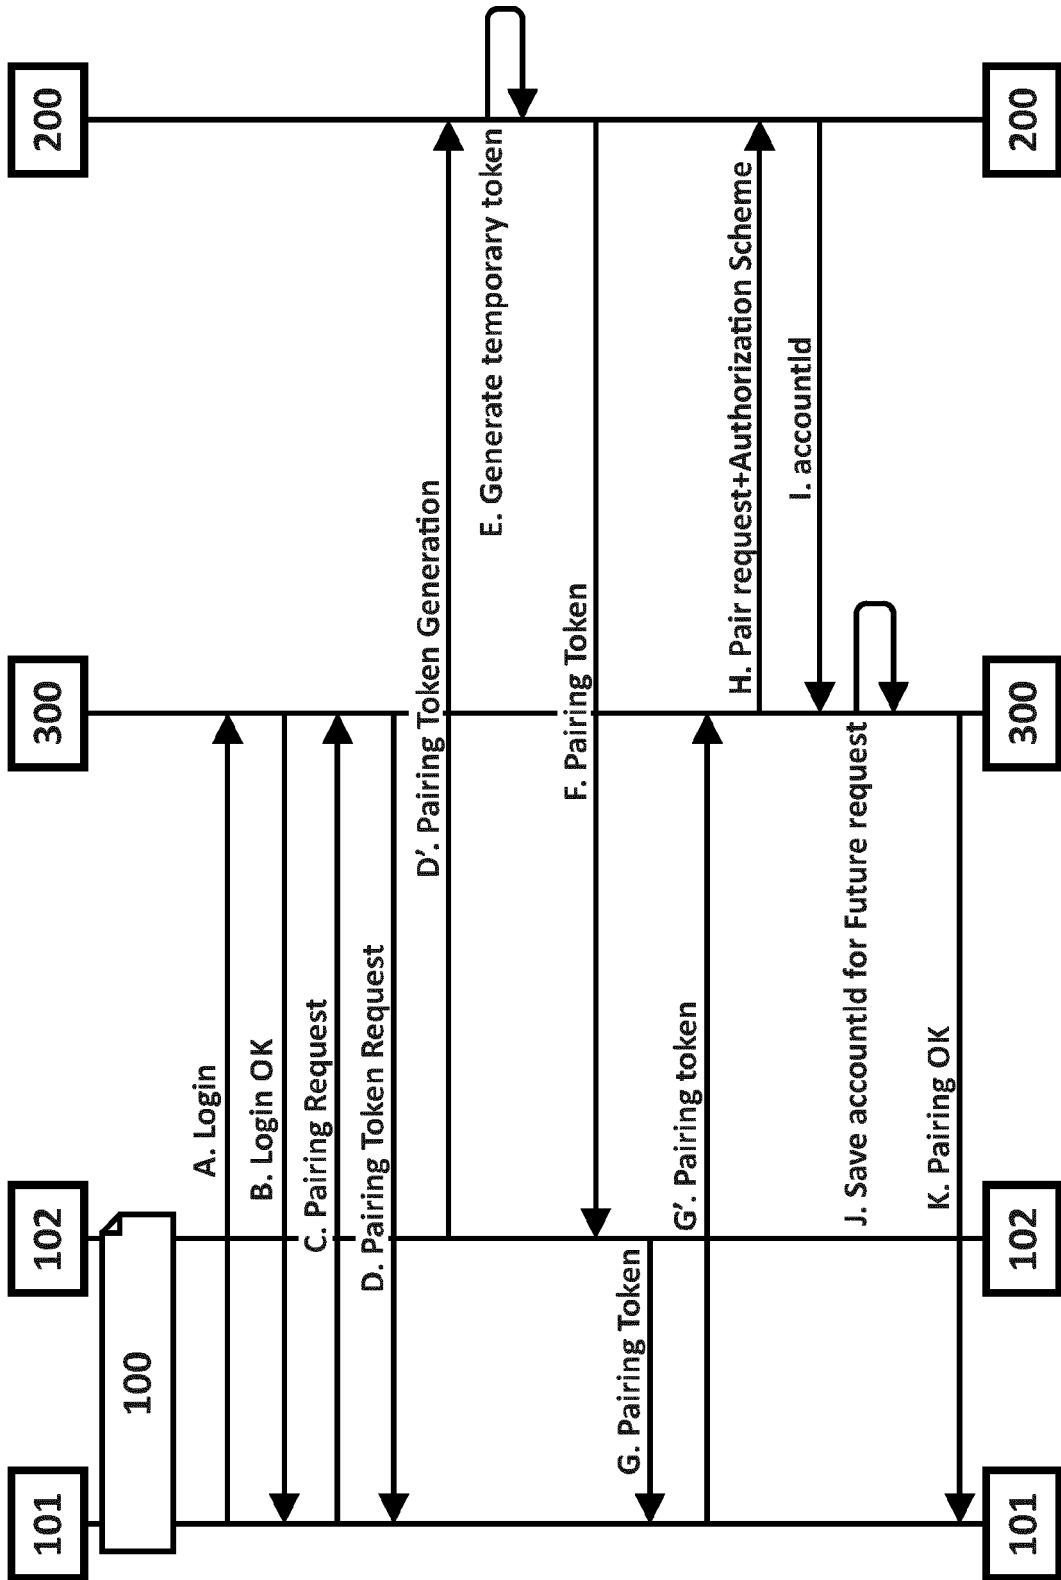 101
102
300
200
100
A. Login
B. Login OK
C. Pairing Request
D. Pairing Token Request
D'. Pairing Token Generation
E. Generate temporary token
F. Pairing Token
G. Pairing Token
G'. Pairing token
H. Pair request+Authorization Scheme
I. accountId
J. Save accountId for Future request
K. Pairing OK
101
102
300
200